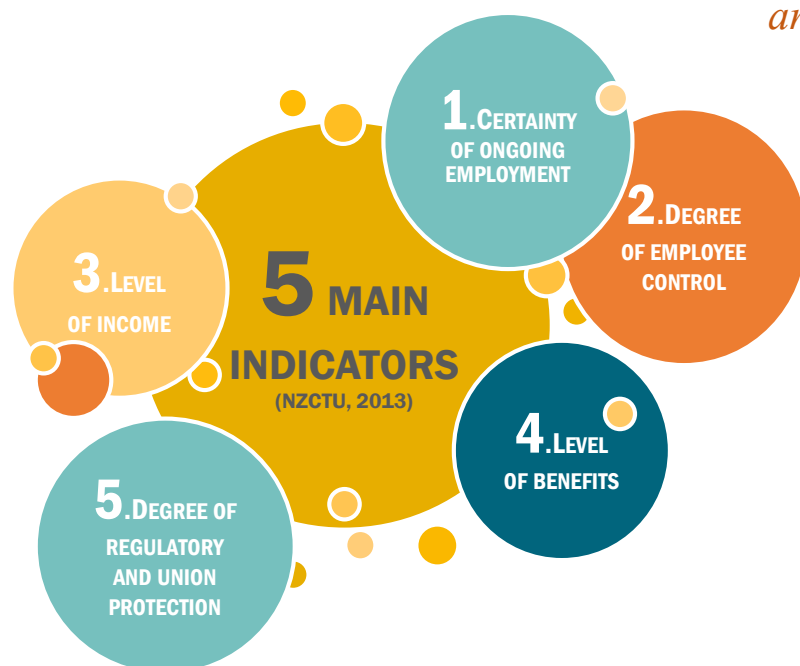 an
1.CERTAINTY
OF ONGOING
EMPLOYMENT
2.DEGREE
OF EMPLOYEE
CONTROL
3.LEVEL
OF INCOME
5 MAIN
INDICATORS
(NZCTU, 2013)
4.LEVEL
OF BENEFITS
5.DEGREE OF
REGULATORY
AND UNION
PROTECTION